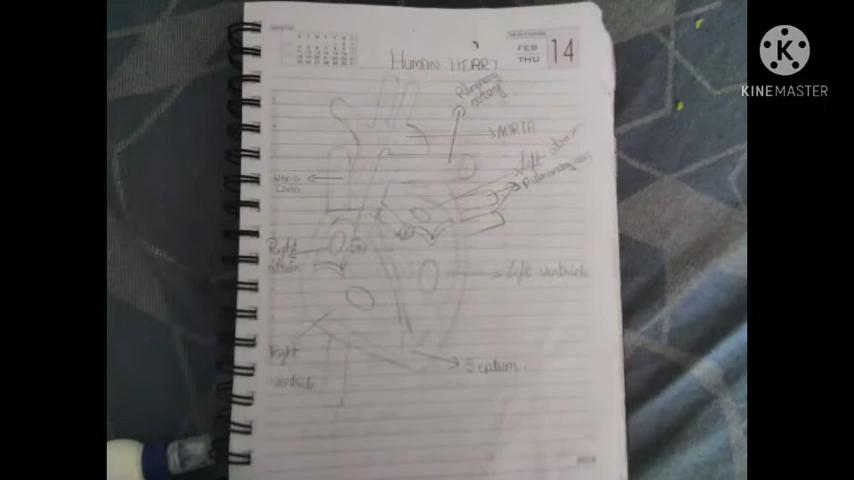 FEB
THU
14
HUMAN HEART
K
KINEMASTER
Pulmonary
artery
AORTA
Left atrium
Pulmonary veins
Vena
Cava
Right
atrium
Left ventricle
Right
ventricle
Septum